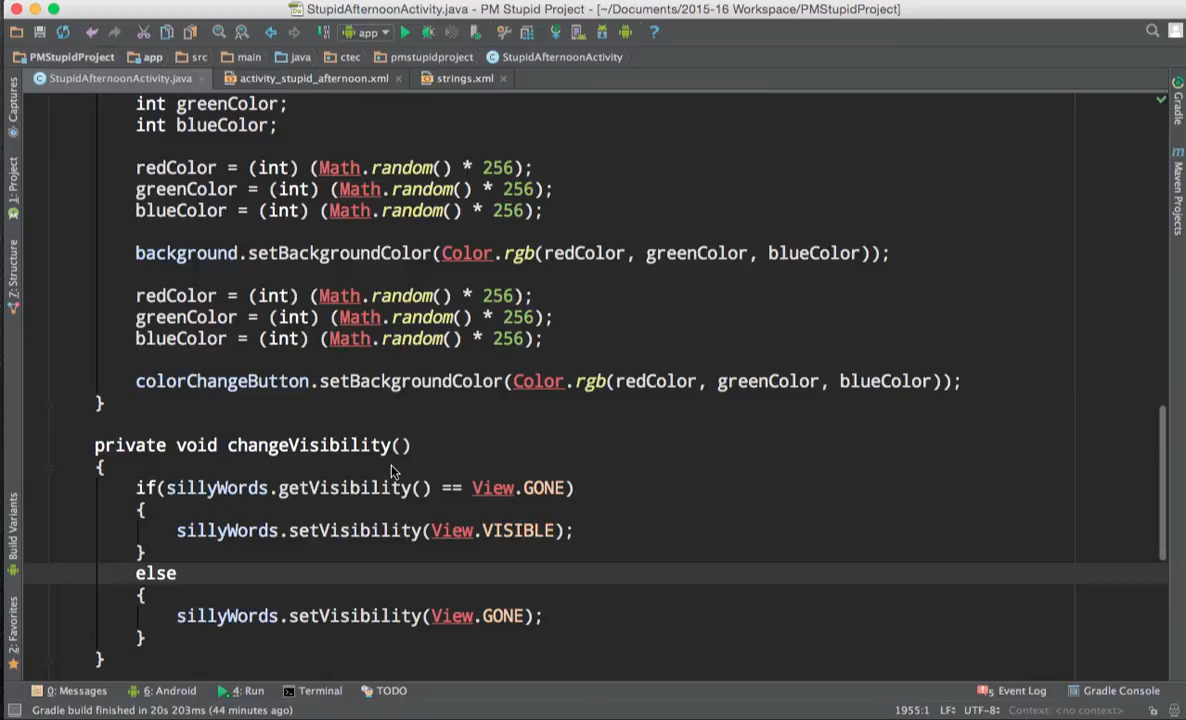 StupidAfternoonActivity.java - PM Stupid Project - [~/Documents/2015-16 Workspace/PMStupidProject]
app
PMStupidProject app src main java ctec pmstupidproject StupidAfternoonActivity
StupidAfternoonActivity.java activity_stupid_afternoon.xml strings.xml
Captures
1: Project
7: Structure
Build Variants
2: Favorites
int greenColor;
int blueColor;
redColor = (int) (Math.random() * 256);
greenColor = (int) (Math.random() * 256);
blueColor = (int) (Math.random() * 256);
background.setBackgroundColor(Color.rgb(redColor, greenColor, blueColor));
redColor = (int) (Math.random() * 256);
greenColor = (int) (Math.random() * 256);
blueColor = (int) (Math.random() * 256);
colorChangeButton.setBackgroundColor(Color.rgb(redColor, greenColor, blueColor));
}
private void changeVisibility()
{
if(sillyWords.getVisibility() == View.GONE)
{
sillyWords.setVisibility(View.VISIBLE);
}
else
{
sillyWords.setVisibility(View.GONE);
}
}
Gradle
Maven Projects
0: Messages 6: Android 4: Run Terminal TODO 5 Event Log Gradle Console
Gradle build finished in 20s 203ms (44 minutes ago) 1955:1 LF÷ UTF-8÷ Context: <no context>